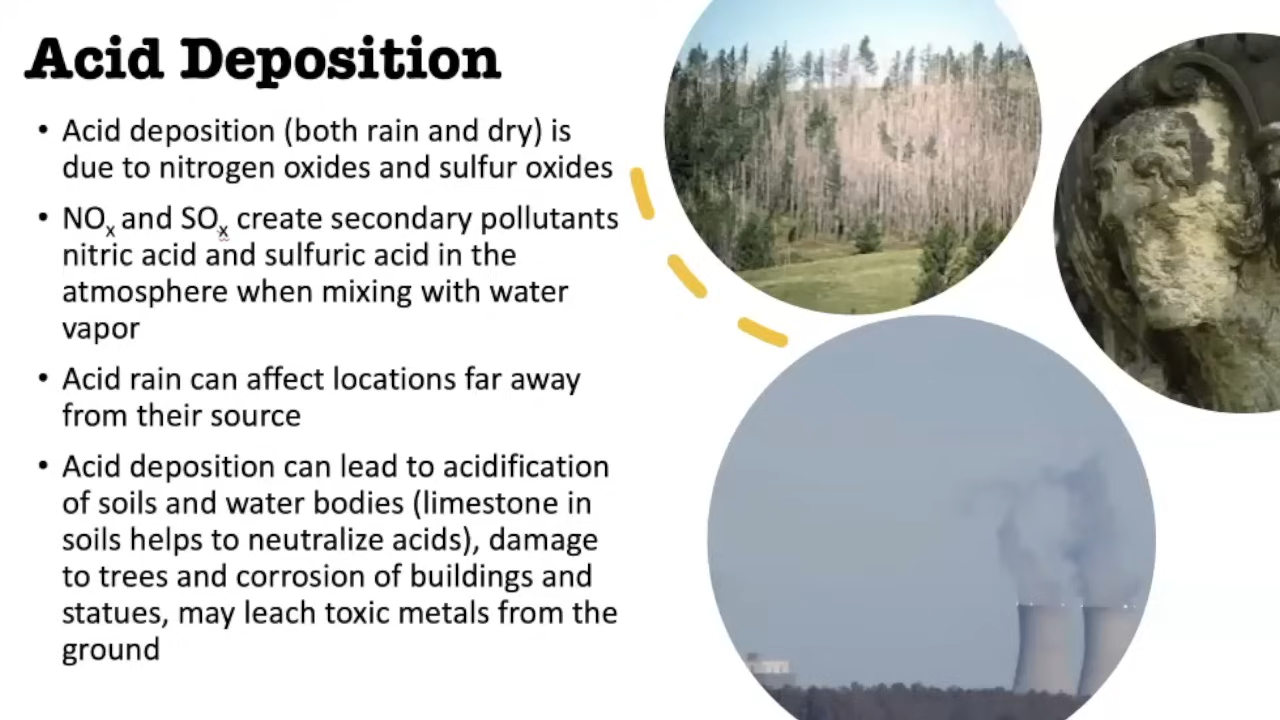 Acid Deposition
• Acid deposition (both rain and dry) is
due to nitrogen oxides and sulfur oxides
• NOx and SOx create secondary pollutants
nitric acid and sulfuric acid in the
atmosphere when mixing with water
vapor
• Acid rain can affect locations far away
from their source
• Acid deposition can lead to acidification
of soils and water bodies (limestone in
soils helps to neutralize acids), damage
to trees and corrosion of buildings and
statues, may leach toxic metals from the
ground